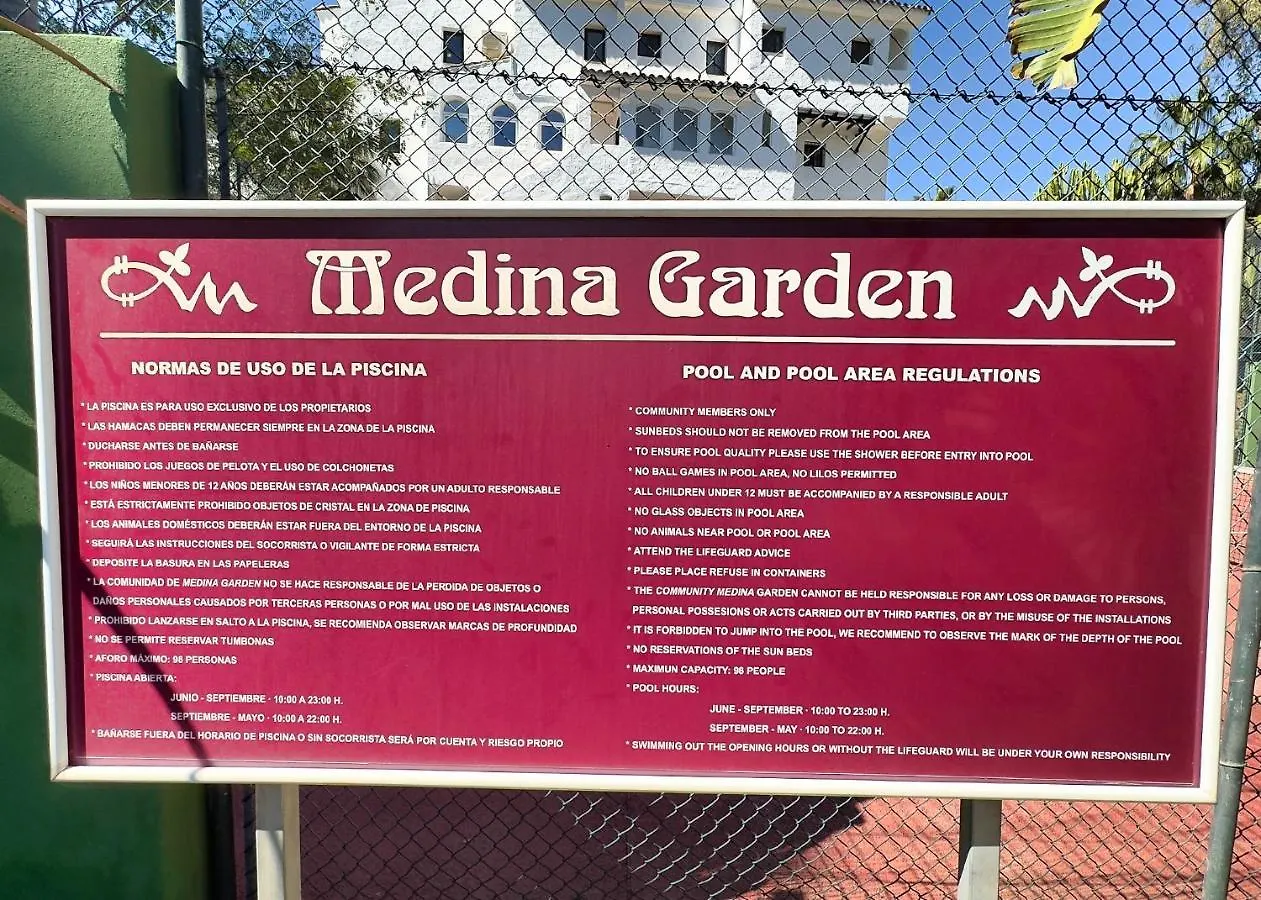 Medina Garden
NORMAS DE USO DE LA PISCINA
* LA PISCINA ES PARA USO EXCLUSIVO DE LOS PROPIETARIOS
* LAS HAMACAS DEBEN PERMANECER SIEMPRE EN LA ZONA DE LA PISCINA
* DUCHARSE ANTES DE BAÑARSE
* PROHIBIDO LOS JUEGOS DE PELOTA Y EL USO DE COLCHONETAS
* LOS NIÑOS MENORES DE 12 AÑOS DEBERÁN ESTAR ACOMPAÑADOS POR UN ADULTO RESPONSABLE
* ESTÁ ESTRICTAMENTE PROHIBIDO OBJETOS DE CRISTAL EN LA ZONA DE PISCINA
* LOS ANIMALES DOMÉSTICOS DEBERÁN ESTAR FUERA DEL ENTORNO DE LA PISCINA
* SEGUIRÁ LAS INSTRUCCIONES DEL SOCORRISTA O VIGILANTE DE FORMA ESTRICTA
* DEPOSITE LA BASURA EN LAS PAPELERAS
* LA COMUNIDAD DE MEDINA GARDEN NO SE HACE RESPONSABLE DE LA PERDIDA DE OBJETOS O
DAÑOS PERSONALES CAUSADOS POR TERCERAS PERSONAS O POR MAL USO DE LAS INSTALACIONES
* PROHIBIDO LANZARSE EN SALTO A LA PISCINA, SE RECOMIENDA OBSERVAR MARCAS DE PROFUNDIDAD
* NO SE PERMITE RESERVAR TUMBONAS
* AFORO MÁXIMO: 96 PERSONAS
* PISCINA ABIERTA:
JUNIO - SEPTIEMBRE · 10:00 A 23:00 H.
SEPTIEMBRE - MAYO · 10:00 A 22:00 H.
* BAÑARSE FUERA DEL HORARIO DE PISCINA O SIN SOCORRISTA SERÁ POR CUENTA Y RIESGO PROPIO
POOL AND POOL AREA REGULATIONS
* COMMUNITY MEMBERS ONLY
* SUNBEDS SHOULD NOT BE REMOVED FROM THE POOL AREA
* TO ENSURE POOL QUALITY PLEASE USE THE SHOWER BEFORE ENTRY INTO POOL
* NO BALL GAMES IN POOL AREA, NO LILOS PERMITTED
* ALL CHILDREN UNDER 12 MUST BE ACCOMPANIED BY A RESPONSIBLE ADULT
* NO GLASS OBJECTS IN POOL AREA
* NO ANIMALS NEAR POOL OR POOL AREA
* ATTEND THE LIFEGUARD ADVICE
* PLEASE PLACE REFUSE IN CONTAINERS
* THE COMMUNITY MEDINA GARDEN CANNOT BE HELD RESPONSIBLE FOR ANY LOSS OR DAMAGE TO PERSONS,
PERSONAL POSSESIONS OR ACTS CARRIED OUT BY THIRD PARTIES, OR BY THE MISUSE OF THE INSTALLATIONS
* IT IS FORBIDDEN TO JUMP INTO THE POOL, WE RECOMMEND TO OBSERVE THE MARK OF THE DEPTH OF THE POOL
* NO RESERVATIONS OF THE SUN BEDS
* MAXIMUN CAPACITY: 96 PEOPLE
* POOL HOURS:
JUNE - SEPTEMBER · 10:00 TO 23:00 H.
SEPTEMBER - MAY · 10:00 TO 22:00 H.
* SWIMMING OUT THE OPENING HOURS OR WITHOUT THE LIFEGUARD WILL BE UNDER YOUR OWN RESPONSIBILITY